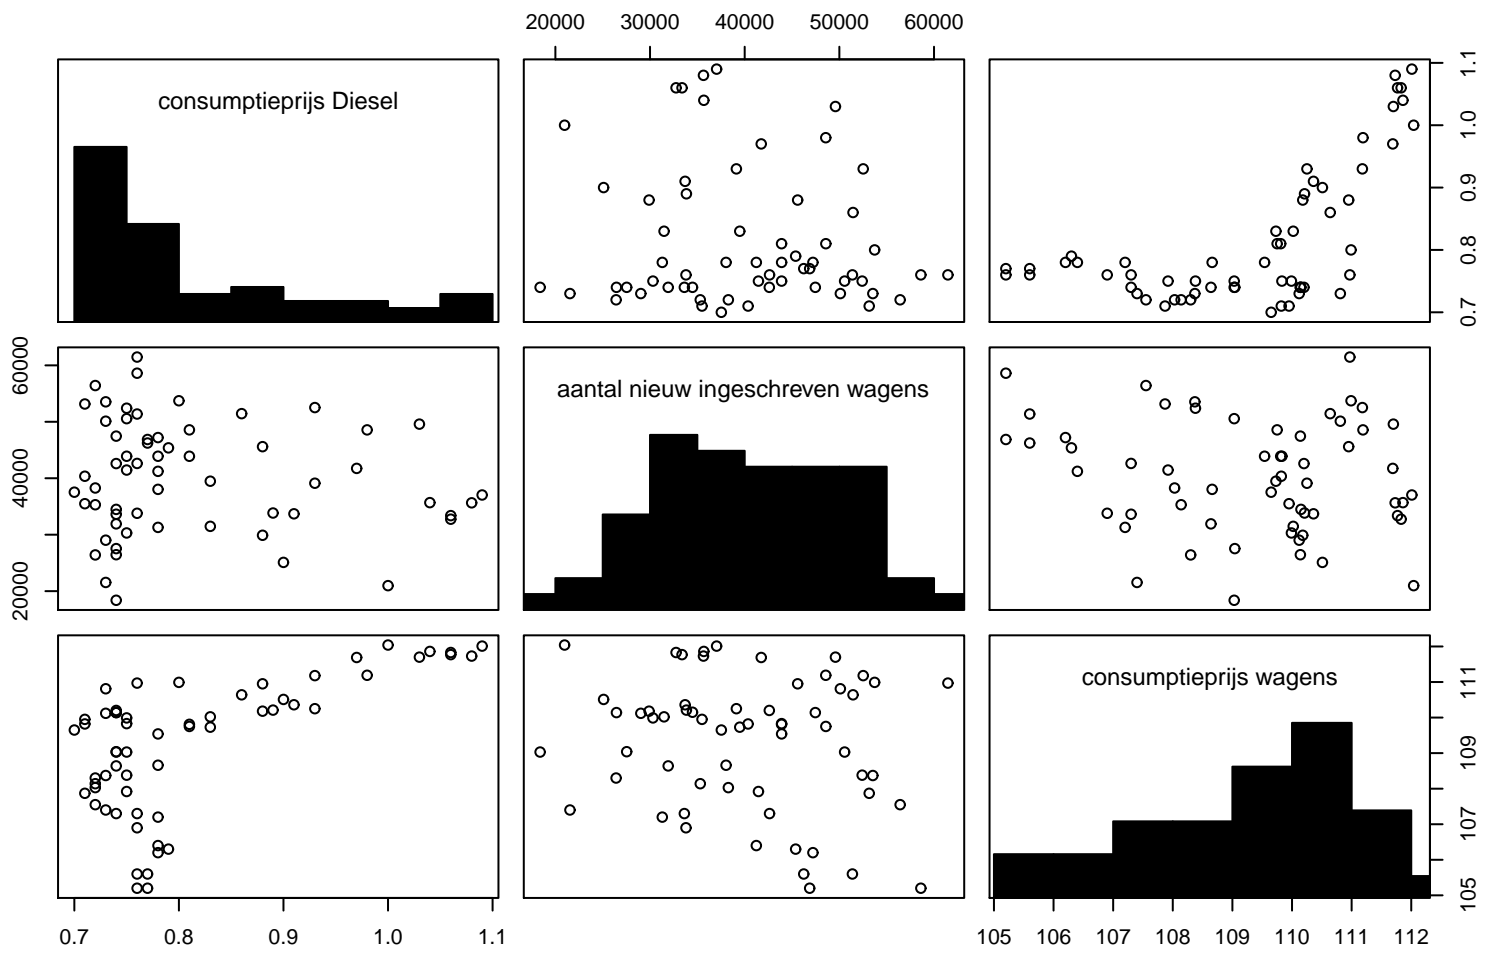 20000 30000 40000 50000 60000
consumptieprijs Diesel
0.7 0.8 0.9 1.0 1.1
aantal nieuw ingeschreven wagens
20000 40000 60000
consumptieprijs wagens
105 107 109 111
0.7 0.8 0.9 1.0 1.1
105 106 107 108 109 110 111 112